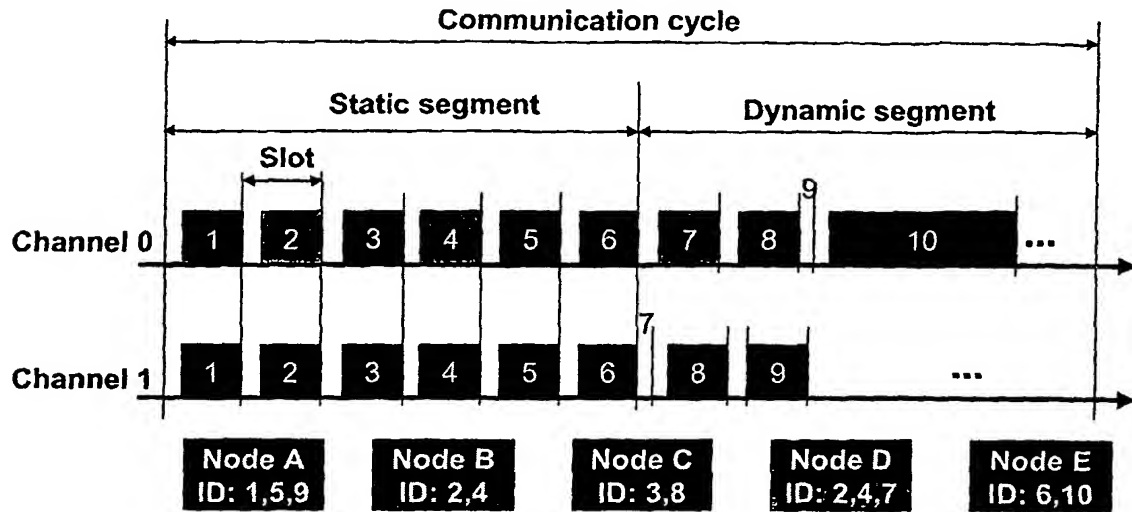 Communication cycle
Static segment
Dynamic segment
Slot
9
Channel 0
1 2 3 4 5 6 7 8 10 ...
7
Channel 1
1 2 3 4 5 6 8 9 ...
Node A
ID: 1,5,9
Node B
ID: 2,4
Node C
ID: 3,8
Node D
ID: 2,4,7
Node E
ID: 6,10